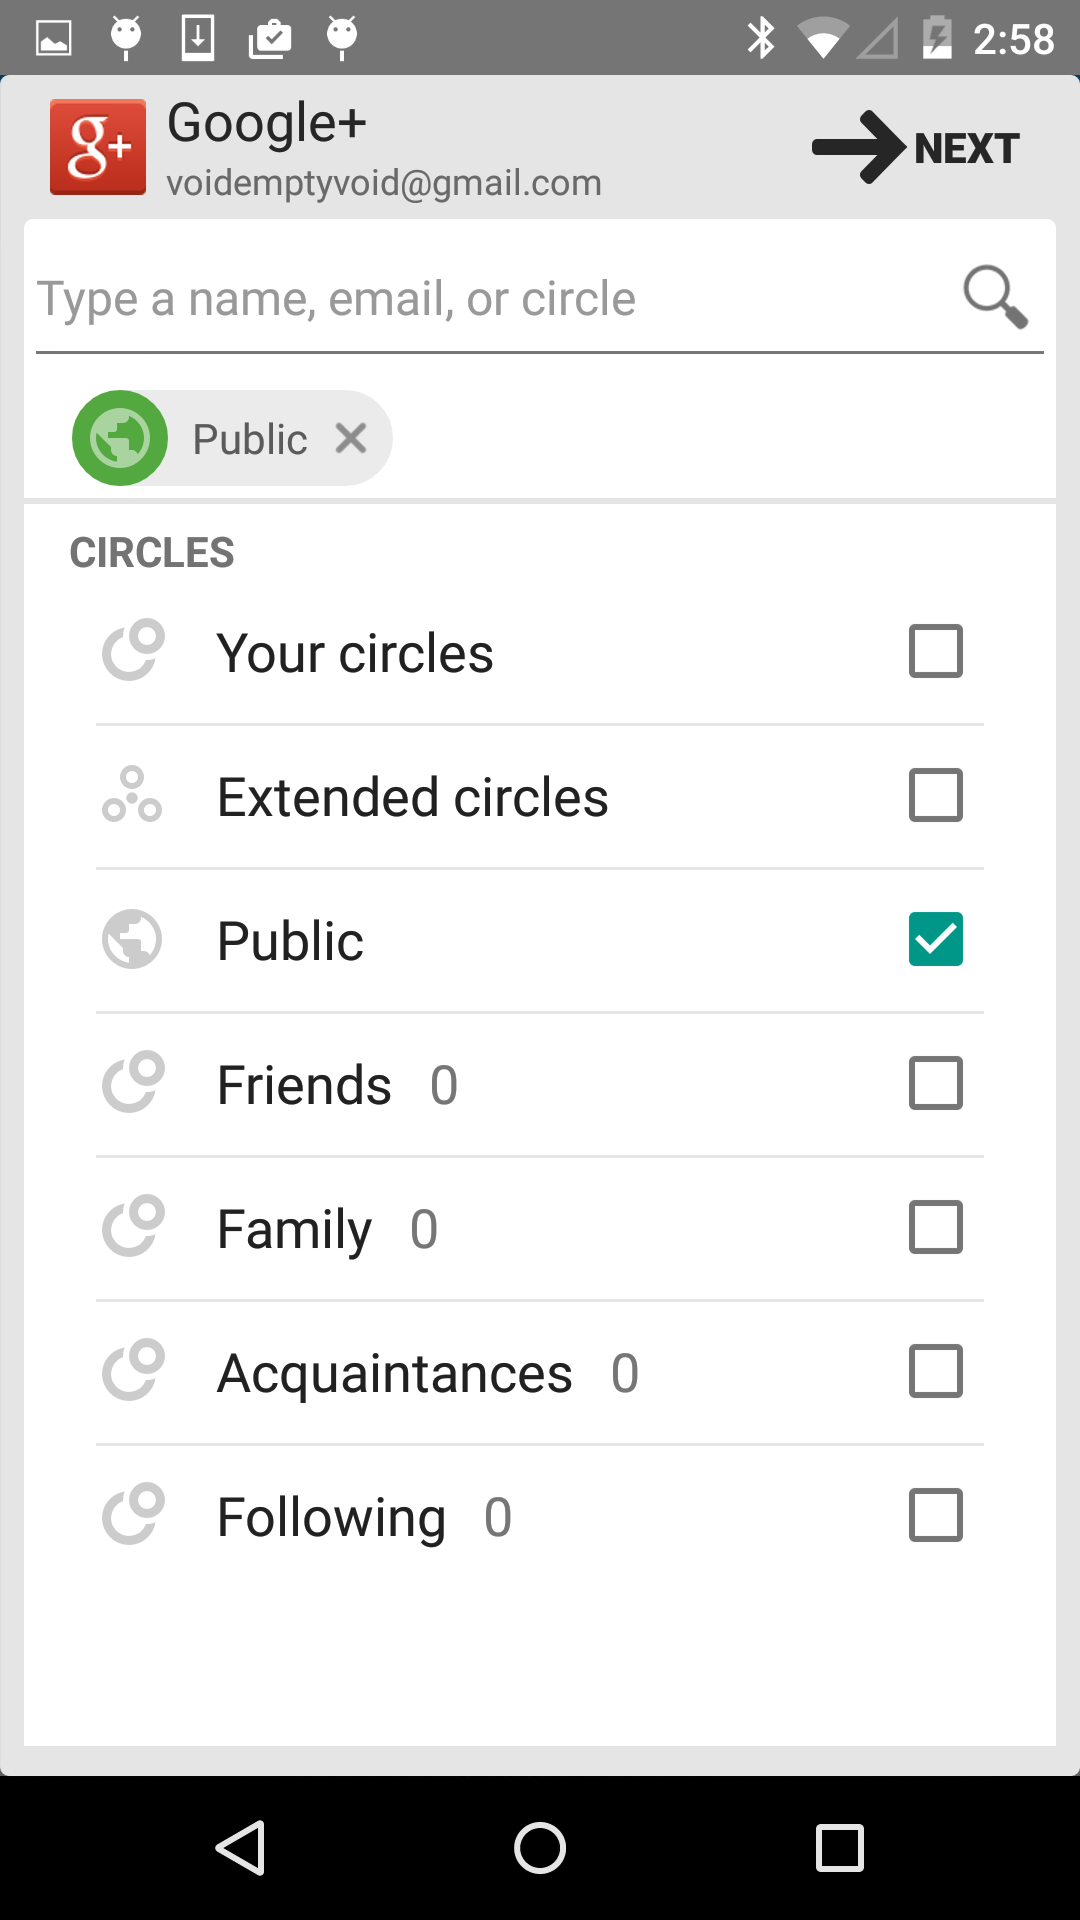 2:58
g+
Google+
voidemptyvoid@gmail.com
NEXT
Type a name, email, or circle
Public
CIRCLES
Your circles
Extended circles
Public
Friends 0
Family 0
Acquaintances 0
Following 0